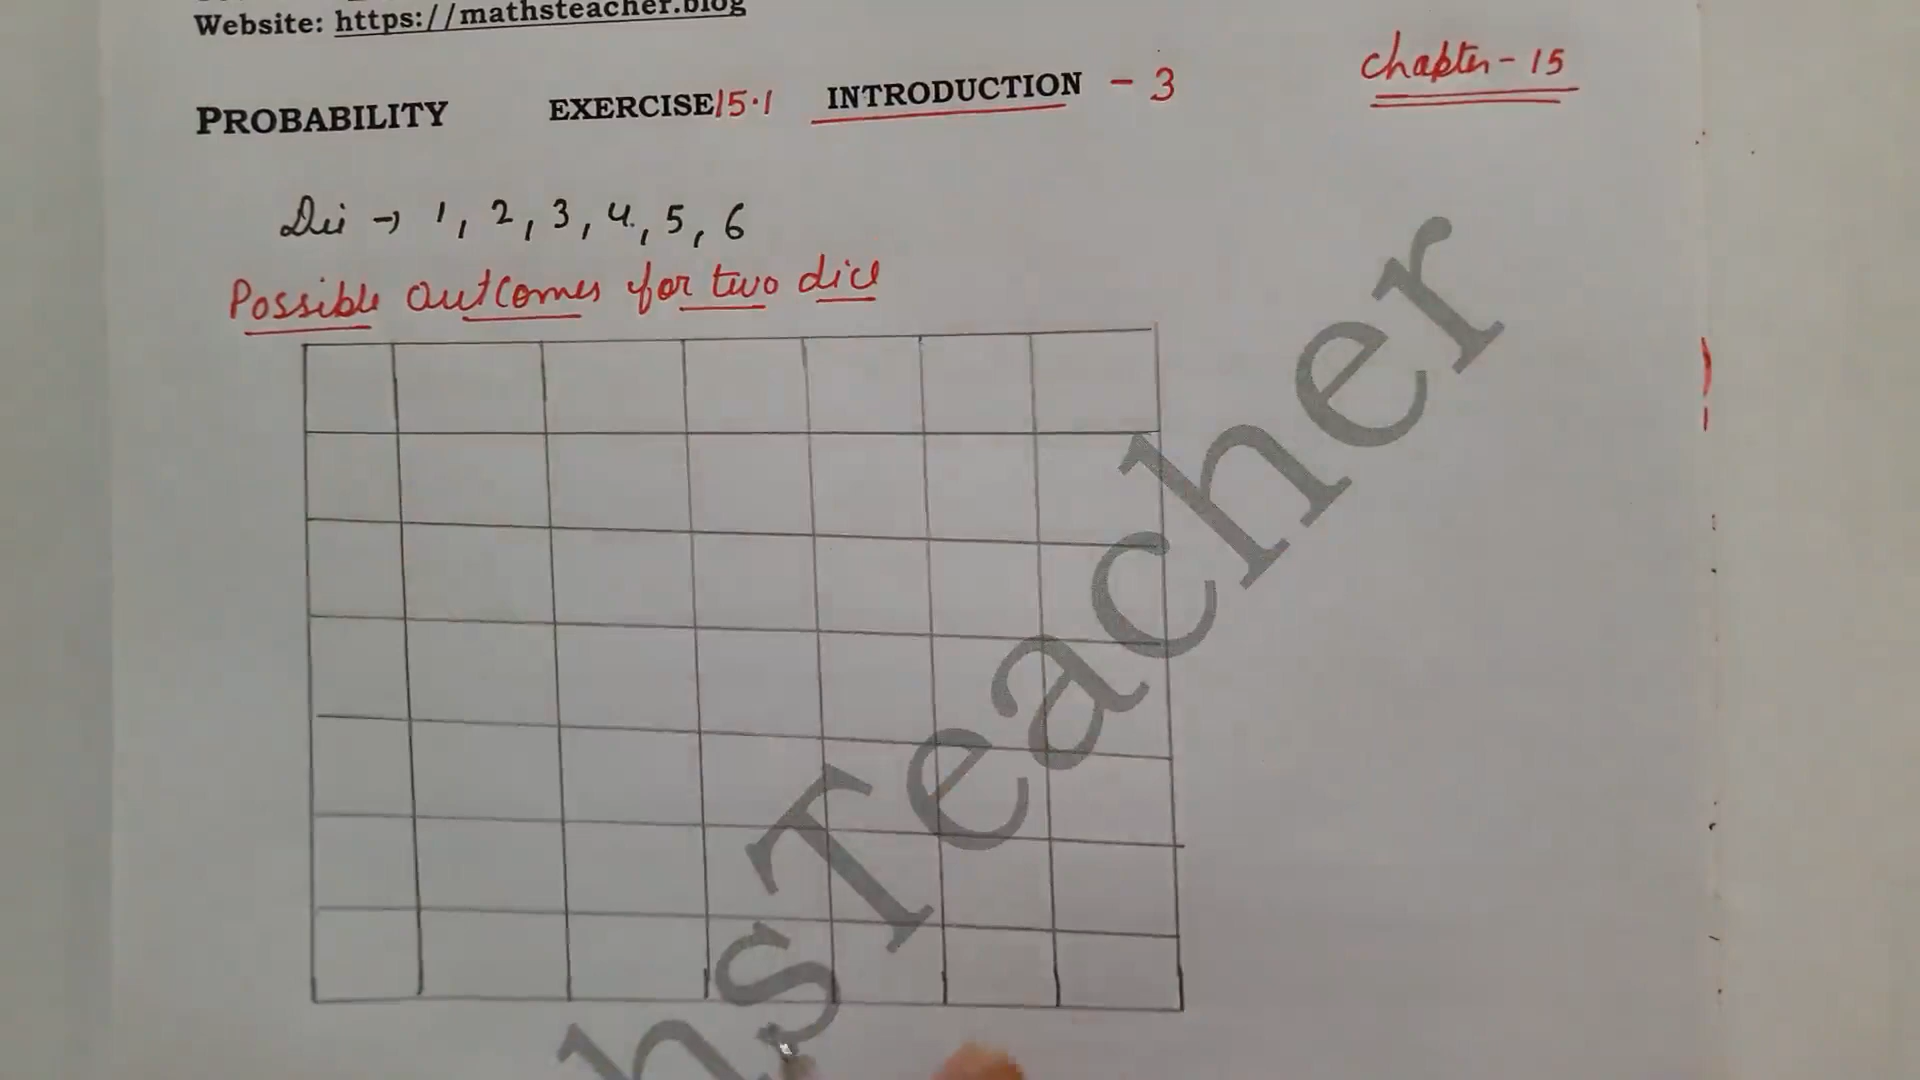 Website: https://mathsteacher.blog
PROBABILITY EXERCISE 15.1 INTRODUCTION - 3
Chapter - 15
Die → 1, 2, 3, 4, 5, 6
Possible outcomes for two dice
hsTeacher